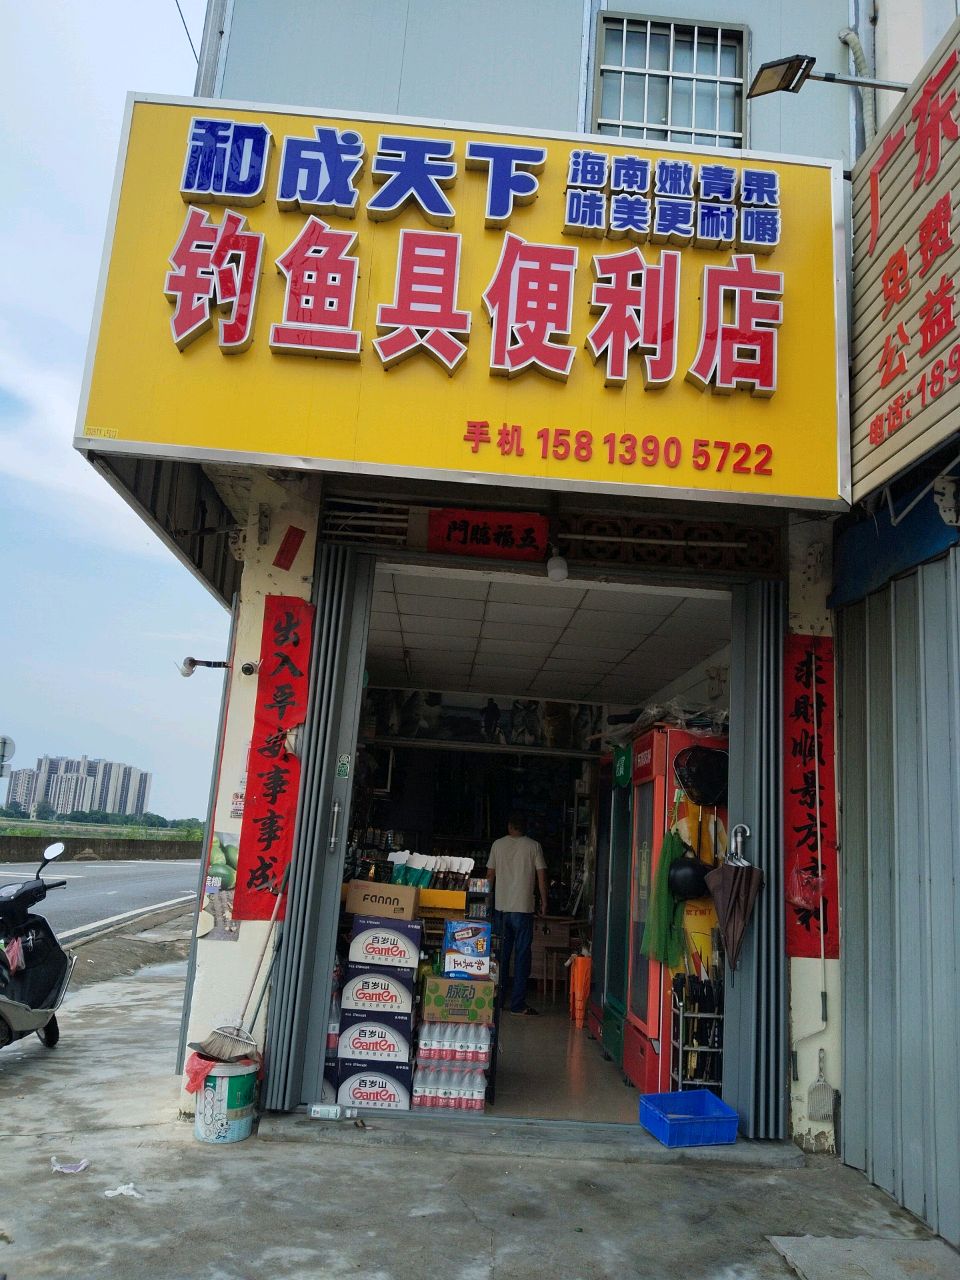 和成天下
海南嫩青果
味美更耐嚼
钓鱼具便利店
手机 158 1390 5722
广东
免费
公益
电话:189
門臨福五
出入平安事事成
求財順景方方利
FANNN
百岁山
Ganten
百岁山
Ganten
百岁山
Ganten
百岁山
Ganten
脉动